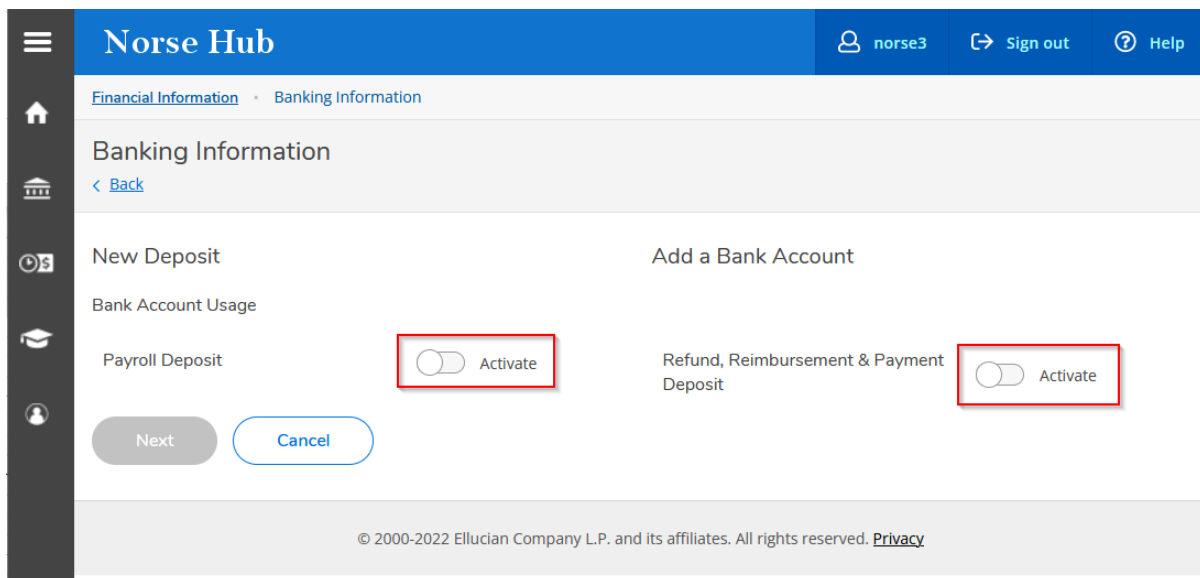 Norse Hub
norse3
Sign out
Help
Financial Information • Banking Information
Banking Information
< Back
New Deposit
Add a Bank Account
Bank Account Usage
Payroll Deposit
Activate
Refund, Reimbursement & Payment
Deposit
Activate
Next
Cancel
© 2000-2022 Ellucian Company L.P. and its affiliates. All rights reserved. Privacy